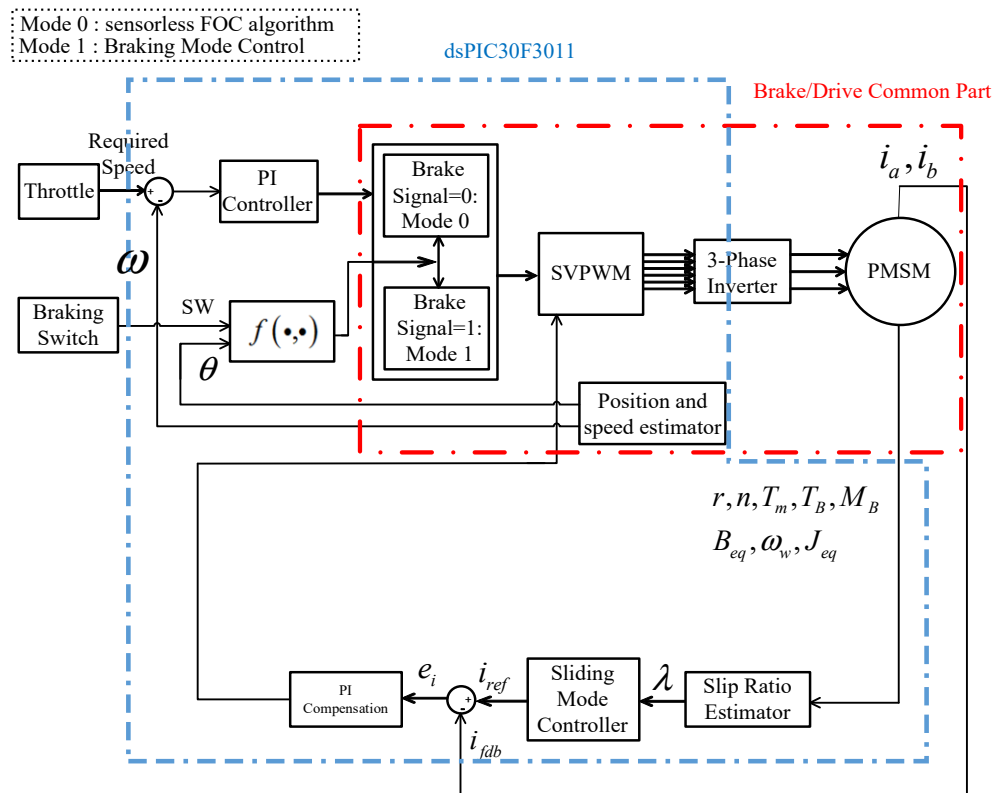 Mode 0 : sensorless FOC algorithm
Mode 1 : Braking Mode Control
dsPIC30F3011
Brake/Drive Common Part
Required
Speed
Throttle
+
-
PI
Controller
Brake
Signal=0:
Mode 0
Brake
Signal=1:
Mode 1
SVPWM
3-Phase
Inverter
i_a, i_b
PMSM
ω
Braking
Switch
SW
θ
f(•,•)
Position and
speed estimator
r, n, T_m, T_B, M_B
B_eq, ω_w, J_eq
PI
Compensation
e_i
+
-
i_ref
i_fdb
Sliding
Mode
Controller
λ
Slip Ratio
Estimator